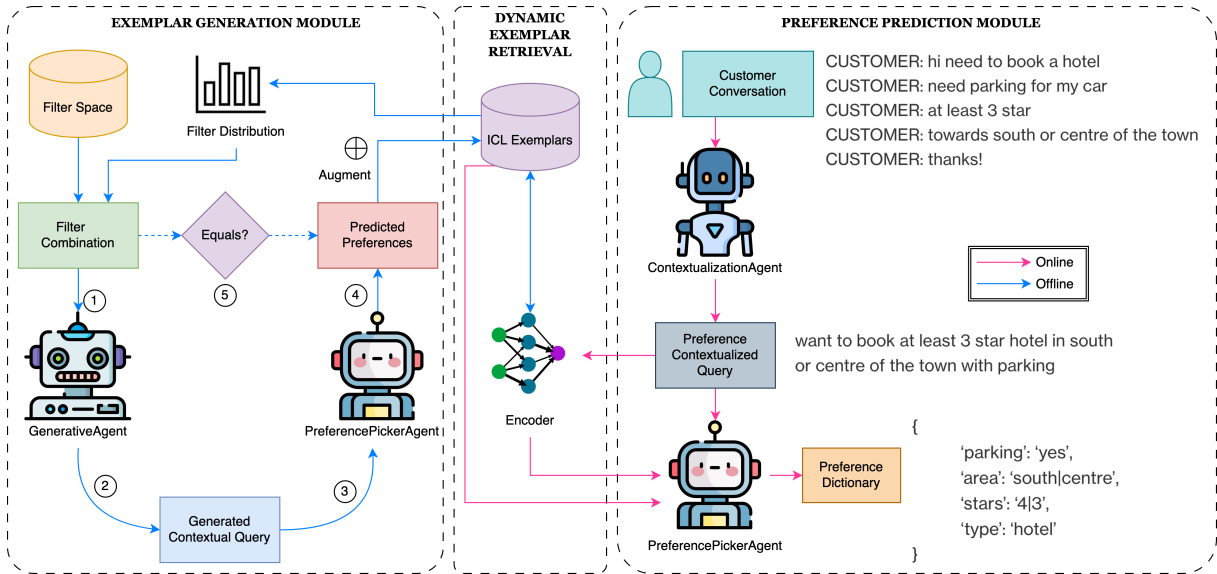 EXEMPLAR GENERATION MODULE
Filter Space
Filter Distribution
Augment
Filter
Combination
Equals?
Predicted
Preferences
1
5
4
GenerativeAgent
PreferencePickerAgent
2
3
Generated
Contextual Query
DYNAMIC
EXEMPLAR
RETRIEVAL
ICL Exemplars
Encoder
PREFERENCE PREDICTION MODULE
Customer
Conversation
CUSTOMER: hi need to book a hotel
CUSTOMER: need parking for my car
CUSTOMER: at least 3 star
CUSTOMER: towards south or centre of the town
CUSTOMER: thanks!
ContextualizationAgent
Online
Offline
Preference
Contextualized
Query
want to book at least 3 star hotel in south
or centre of the town with parking
PreferencePickerAgent
Preference
Dictionary
{
‘parking’: ‘yes’,
‘area’: ‘south|centre’,
‘stars’: ‘4|3’,
‘type’: ‘hotel’
}